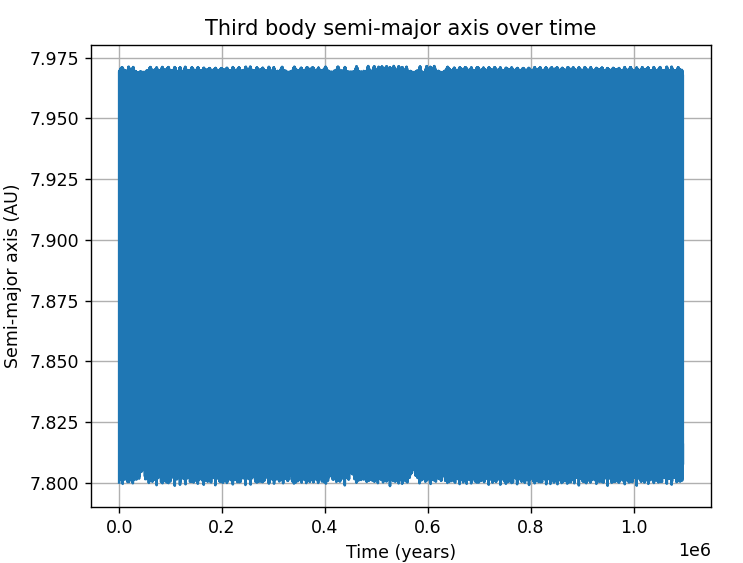 Third body semi-major axis over time
Semi-major axis (AU)
7.975
7.950
7.925
7.900
7.875
7.850
7.825
7.800
0.0 0.2 0.4 0.6 0.8 1.0
1e6
Time (years)